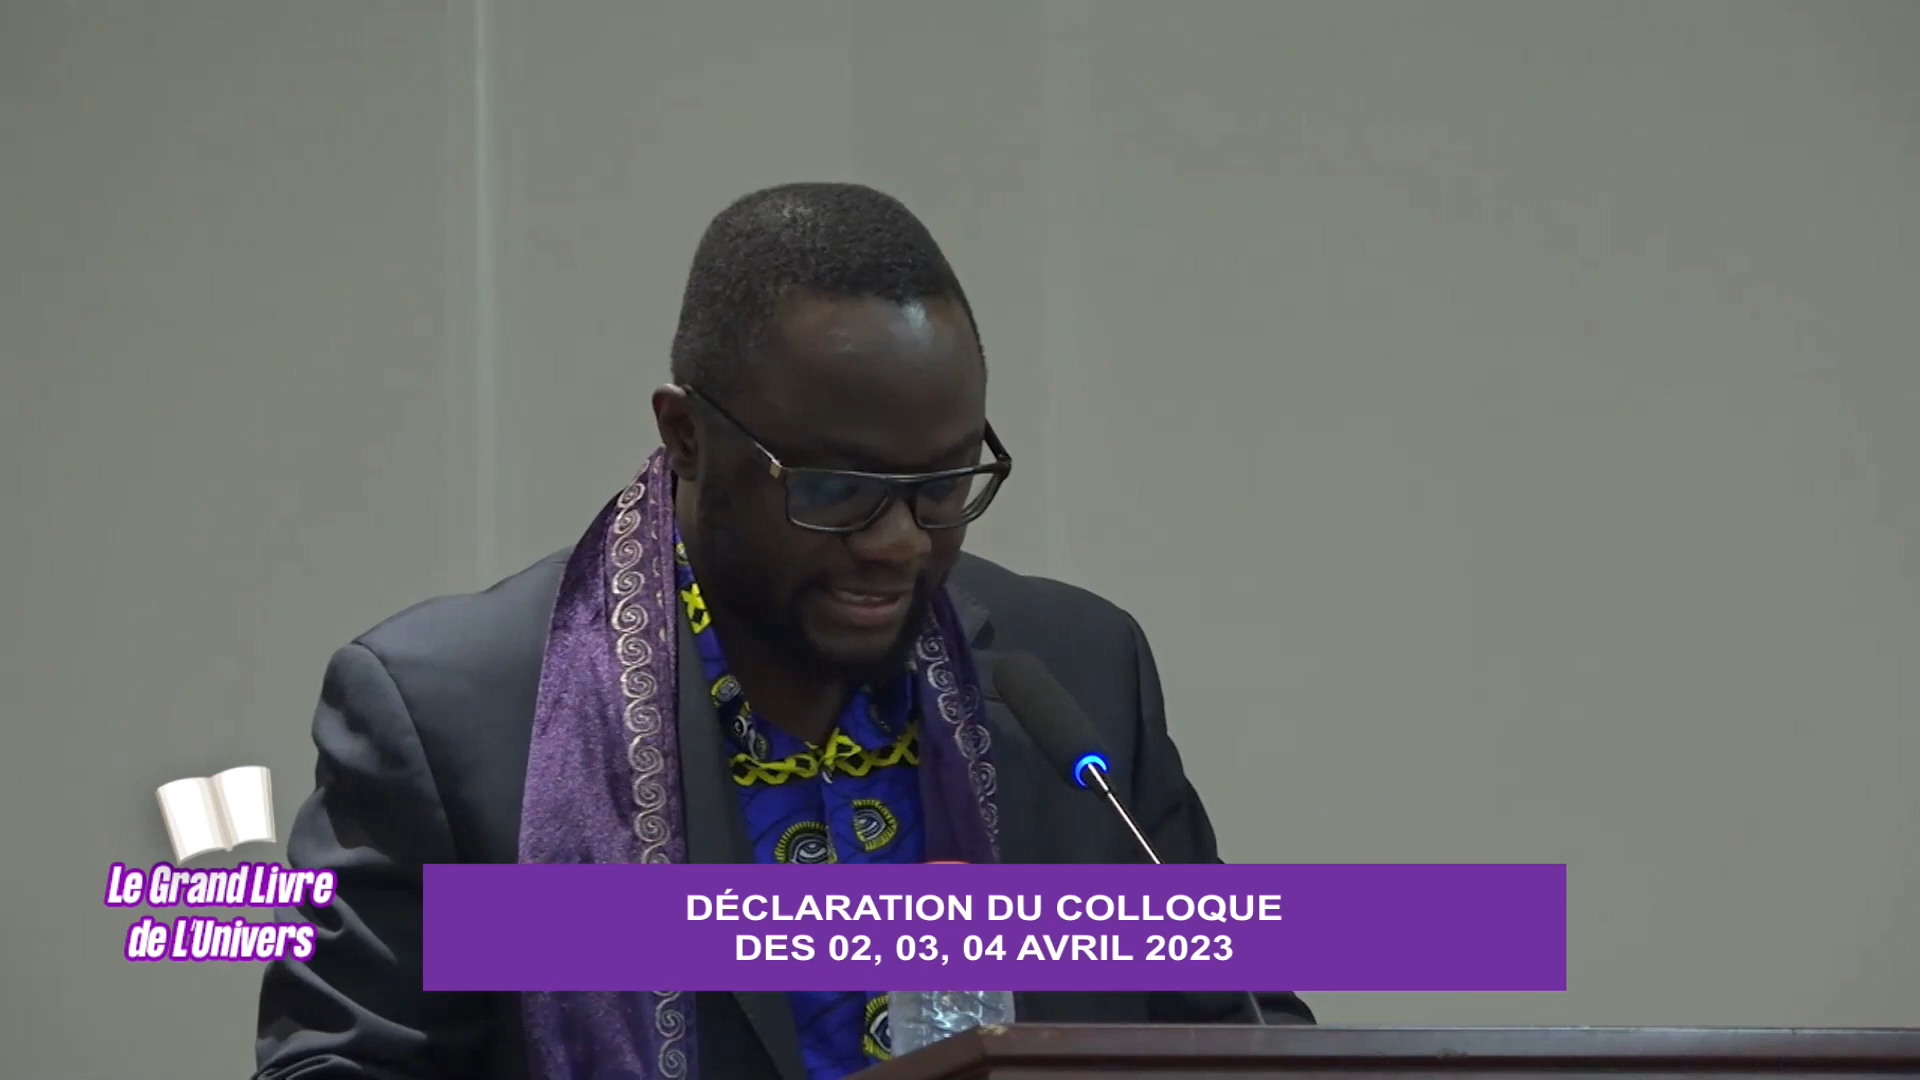 Le Grand Livre
de L'Univers
DÉCLARATION DU COLLOQUE
DES 02, 03, 04 AVRIL 2023